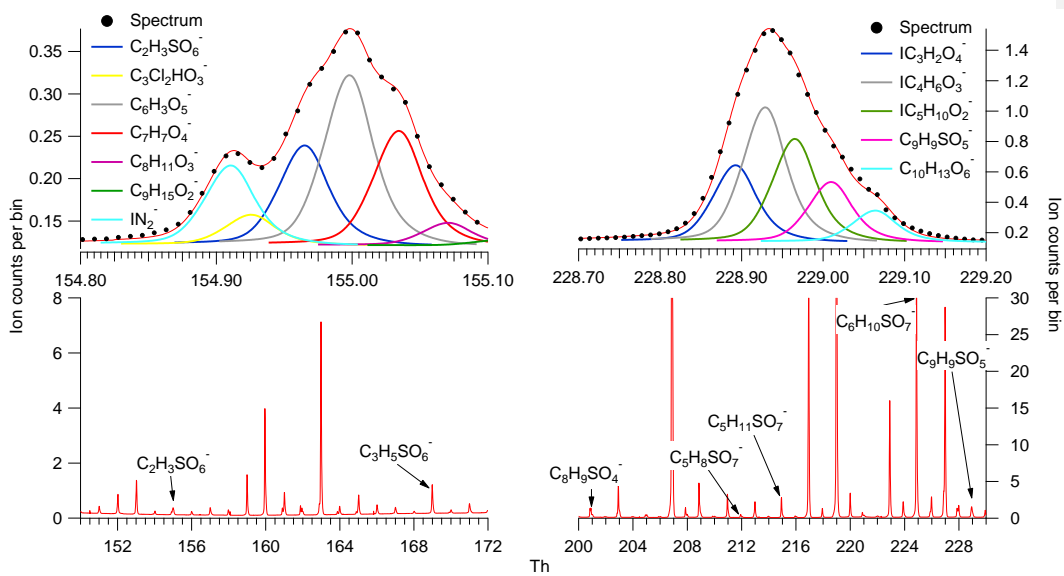 Ion counts per bin
0.35
0.30
0.25
0.20
0.15
Spectrum
C₂H₃SO₆⁻
C₃Cl₂HO₃⁻
C₆H₃O₅⁻
C₇H₇O₄⁻
C₈H₁₁O₃⁻
C₉H₁₅O₂⁻
IN₂⁻
154.80 154.90 155.00 155.10
Spectrum
IC₃H₂O₄⁻
IC₄H₆O₃⁻
IC₅H₁₀O₂⁻
C₉H₉SO₅⁻
C₁₀H₁₃O₆⁻
1.4
1.2
1.0
0.8
0.6
0.4
0.2
Ion counts per bin
228.70 228.80 228.90 229.00 229.10 229.20
8
6
4
2
0
C₂H₃SO₆⁻
C₃H₅SO₆⁻
152 156 160 164 168 172
C₆H₁₀SO₇⁻
C₉H₉SO₅⁻
C₅H₁₁SO₇⁻
C₅H₈SO₇⁻
C₈H₉SO₄⁻
30
25
20
15
10
5
0
200 204 208 212 216 220 224 228
Th